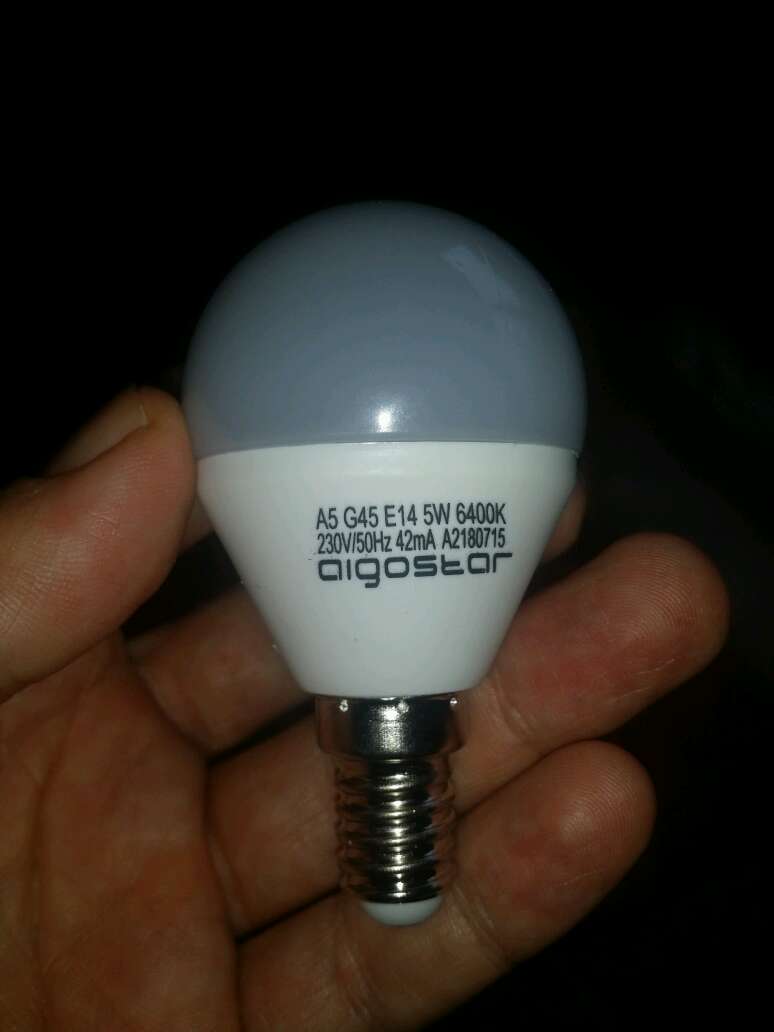 A5 G45 E14 5W 6400K
230V/50Hz 42mA A2180715
aigostar